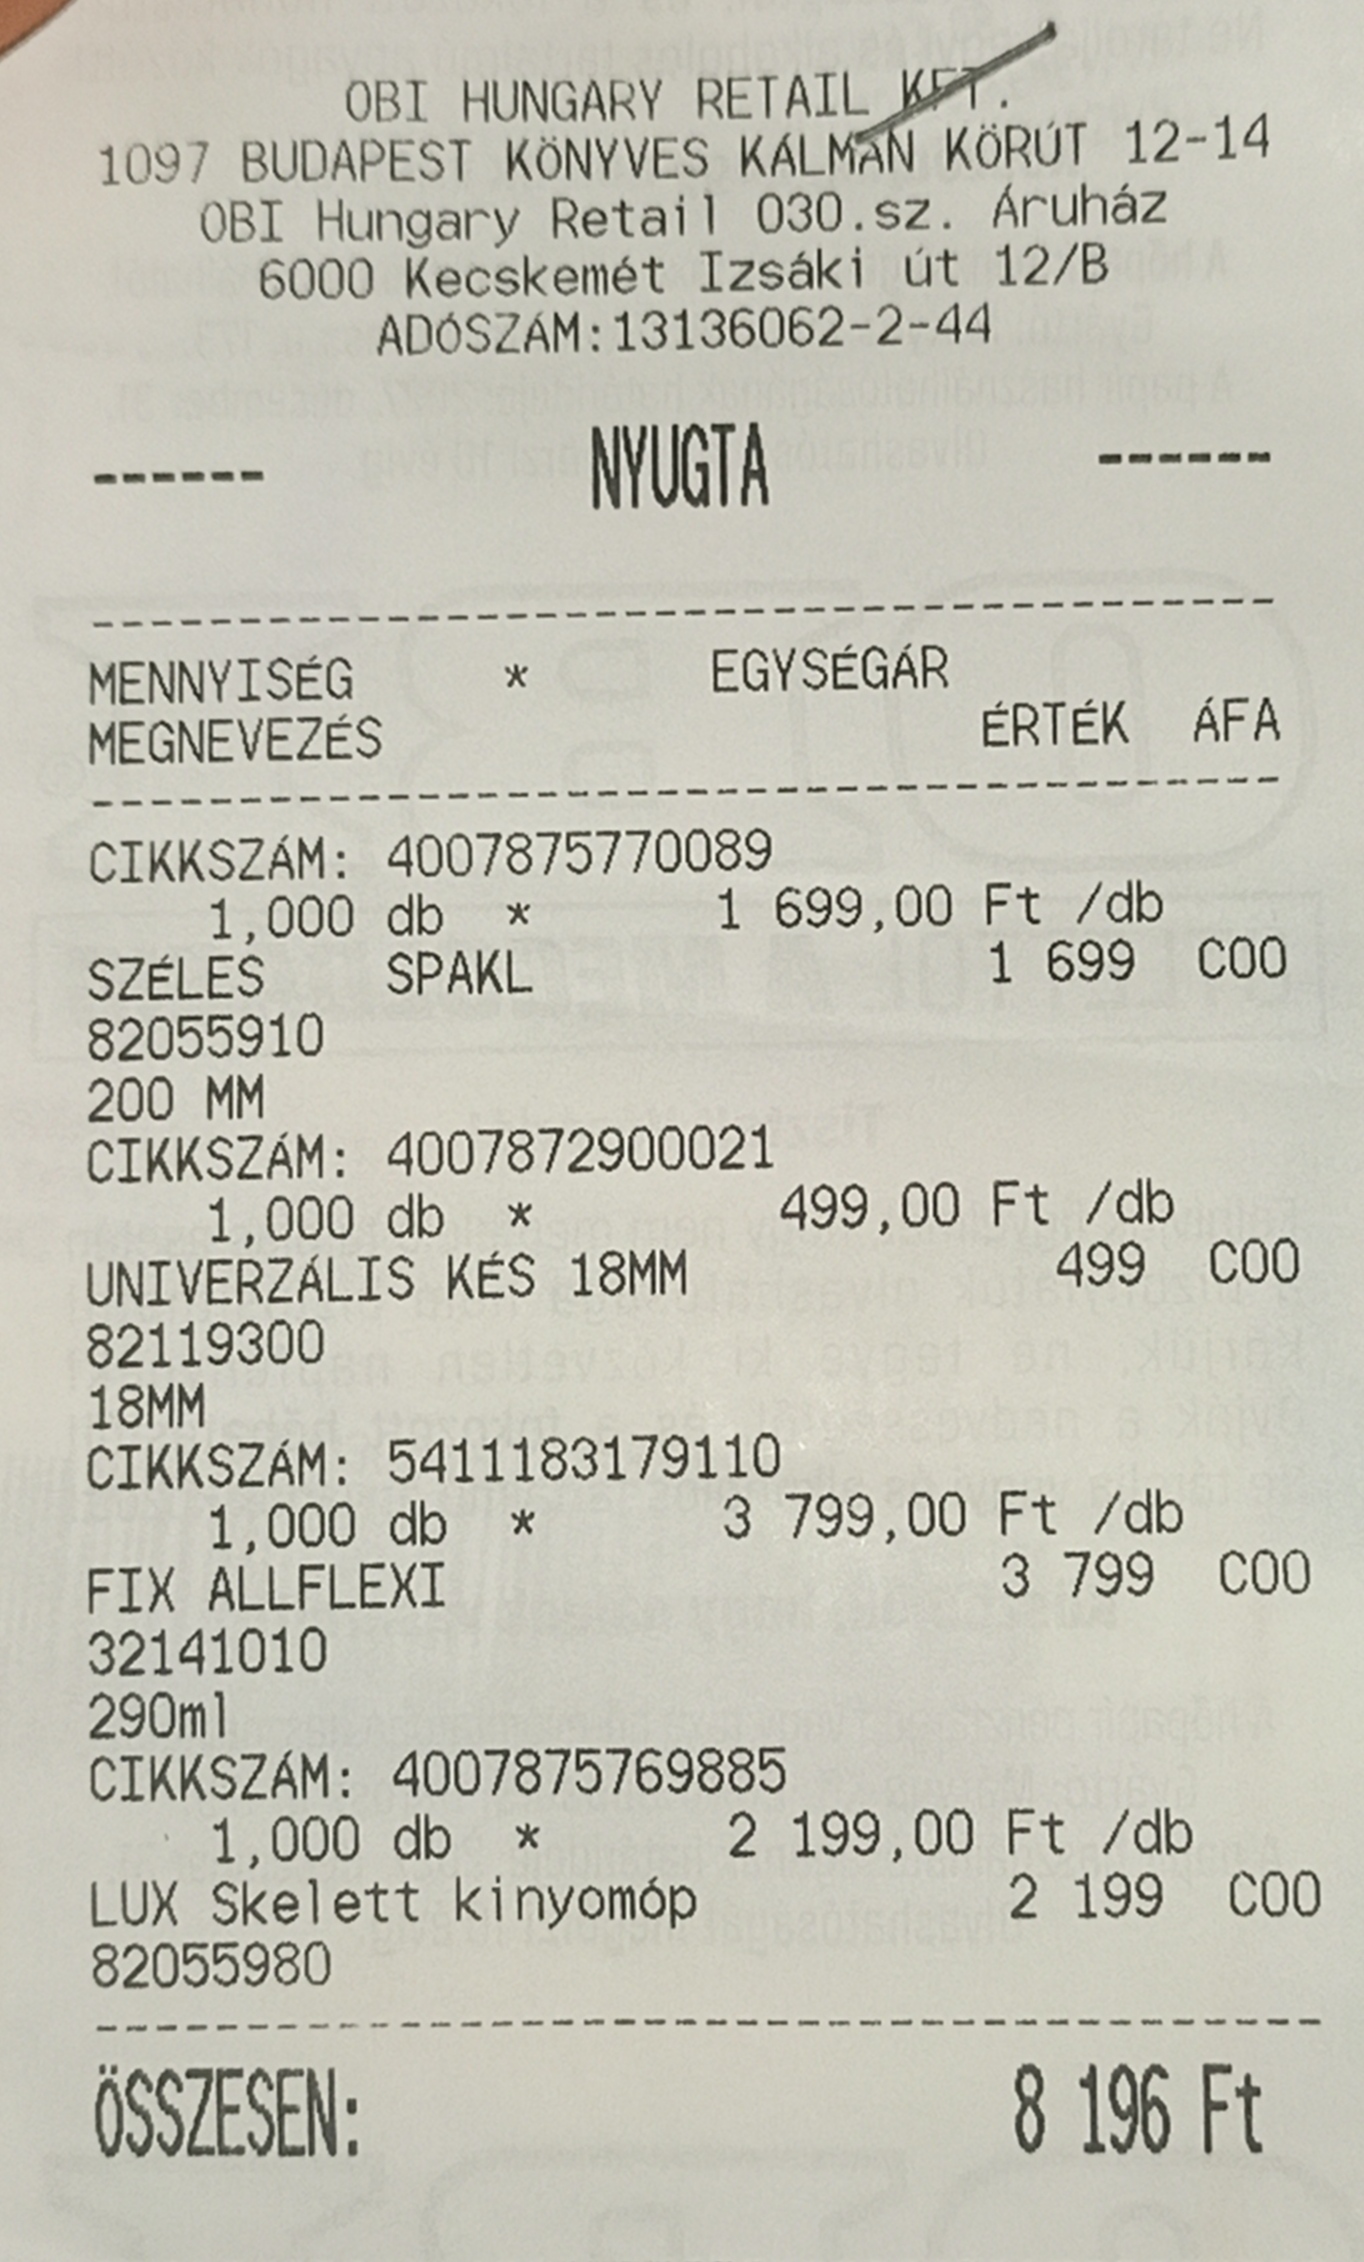 OBI HUNGARY RETAIL KFT.
1097 BUDAPEST KÖNYVES KÁLMÁN KÖRÚT 12-14
OBI Hungary Retail 030.sz. Áruház
6000 Kecskemét Izsáki út 12/B
ADÓSZÁM:13136062-2-44
------ NYUGTA ------
MENNYISÉG * EGYSÉGÁR
MEGNEVEZÉS ÉRTÉK ÁFA
CIKKSZÁM: 4007875770089
1,000 db * 1 699,00 Ft /db
SZÉLES SPAKL 1 699 C00
82055910
200 MM
CIKKSZÁM: 4007872900021
1,000 db * 499,00 Ft /db
UNIVERZÁLIS KÉS 18MM 499 C00
82119300
18MM
CIKKSZÁM: 5411183179110
1,000 db * 3 799,00 Ft /db
FIX ALLFLEXI 3 799 C00
32141010
290ml
CIKKSZÁM: 4007875769885
1,000 db * 2 199,00 Ft /db
LUX Skelett kinyomóp 2 199 C00
82055980
ÖSSZESEN: 8 196 Ft